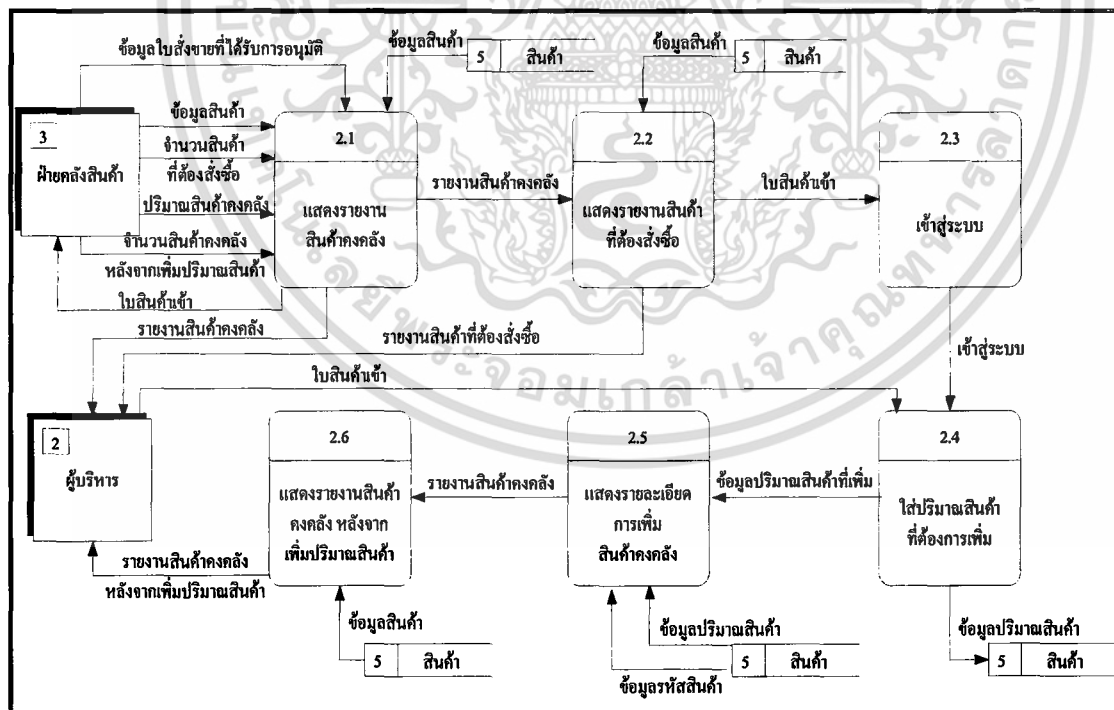 ข้อมูลใบสั่งขายที่ได้รับการอนุมัติ
ข้อมูลสินค้า
5 สินค้า
ข้อมูลสินค้า
5 สินค้า
3
ฝ่ายคลังสินค้า
ข้อมูลสินค้า
จำนวนสินค้า
ที่ต้องสั่งซื้อ
ปริมาณสินค้าคงคลัง
จำนวนสินค้าคงคลัง
หลังจากเพิ่มปริมาณสินค้า
ใบสินค้าเข้า
2.1
แสดงรายงาน
สินค้าคงคลัง
รายงานสินค้าคงคลัง
2.2
แสดงรายงานสินค้า
ที่ต้องสั่งซื้อ
ใบสินค้าเข้า
2.3
เข้าสู่ระบบ
รายงานสินค้าคงคลัง
รายงานสินค้าที่ต้องสั่งซื้อ
เข้าสู่ระบบ
ใบสินค้าเข้า
2
ผู้บริหาร
2.6
แสดงรายงานสินค้า
คงคลัง หลังจาก
เพิ่มปริมาณสินค้า
รายงานสินค้าคงคลัง
2.5
แสดงรายละเอียด
การเพิ่ม
สินค้าคงคลัง
ข้อมูลปริมาณสินค้าที่เพิ่ม
2.4
ใส่ปริมาณสินค้า
ที่ต้องการเพิ่ม
รายงานสินค้าคงคลัง
หลังจากเพิ่มปริมาณสินค้า
ข้อมูลสินค้า
5 สินค้า
ข้อมูลปริมาณสินค้า
5 สินค้า
ข้อมูลรหัสสินค้า
ข้อมูลปริมาณสินค้า
5 สินค้า
พระจอมเกล้าเจ้าคุณทหารลาดก